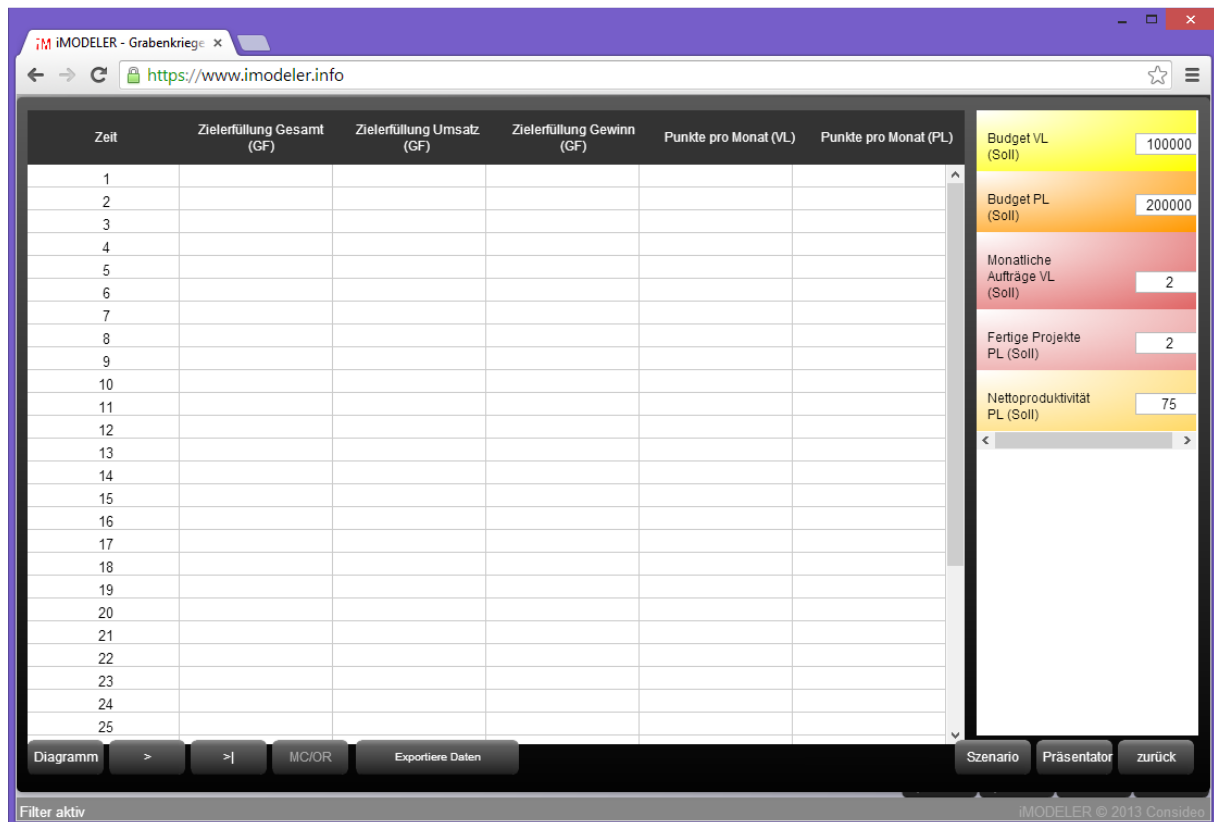 iM iMODELER - Grabenkriege ×
https://www.imodeler.info
Zeit
Zielerfüllung Gesamt
(GF)
Zielerfüllung Umsatz
(GF)
Zielerfüllung Gewinn
(GF)
Punkte pro Monat (VL)
Punkte pro Monat (PL)
1
2
3
4
5
6
7
8
9
10
11
12
13
14
15
16
17
18
19
20
21
22
23
24
25
Budget VL
(Soll)
100000
Budget PL
(Soll)
200000
Monatliche
Aufträge VL
(Soll)
2
Fertige Projekte
PL (Soll)
2
Nettoproduktivität
PL (Soll)
75
Diagramm
>
>|
MC/OR
Exportiere Daten
Szenario
Präsentator
zurück
Filter aktiv
iMODELER © 2013 Consideo